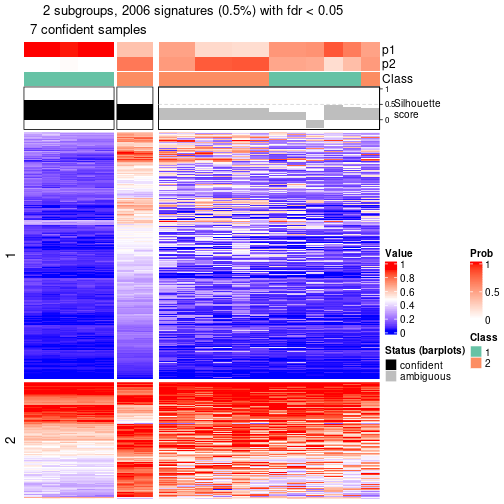 2 subgroups, 2006 signatures (0.5%) with fdr < 0.05
7 confident samples
p1
p2
Class
1
0.5
0
Silhouette
score
1
2
Value
0.8
0.6
0.4
0.2
0
Prob
1
0.5
0
Status (barplots)
confident
ambiguous
Class
1
2